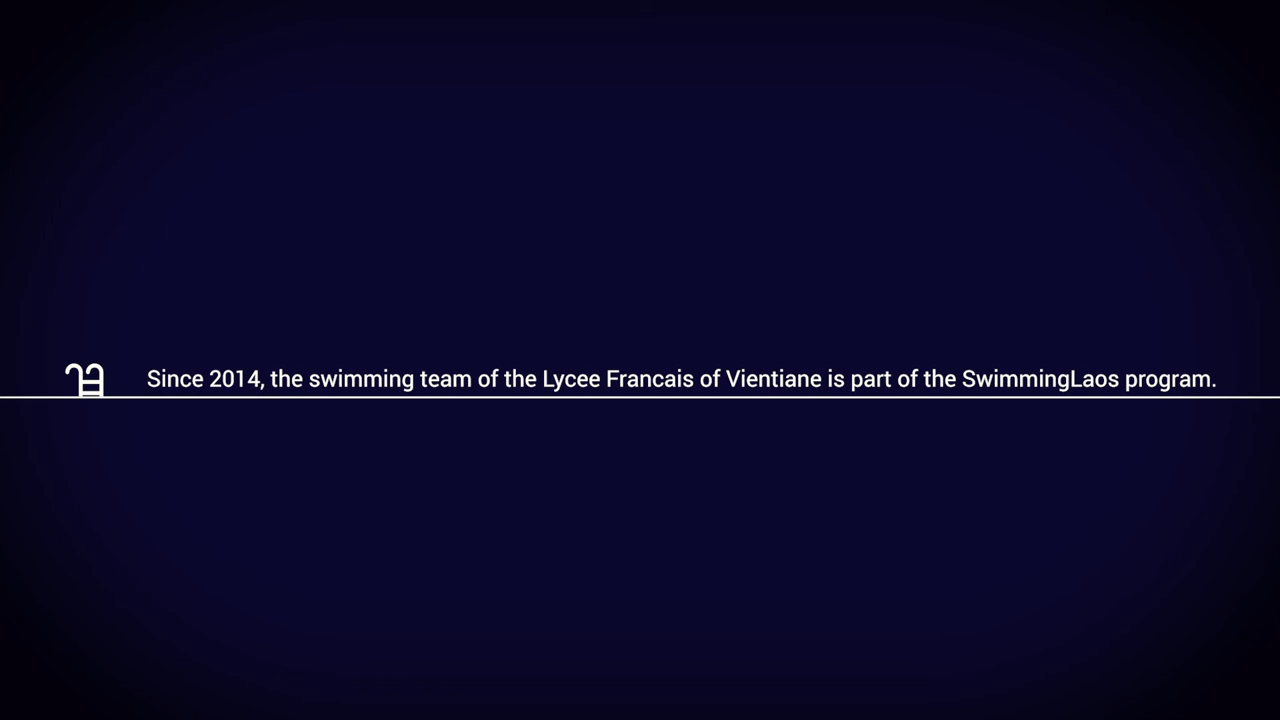 Since 2014, the swimming team of the Lycee Francais of Vientiane is part of the SwimmingLaos program.